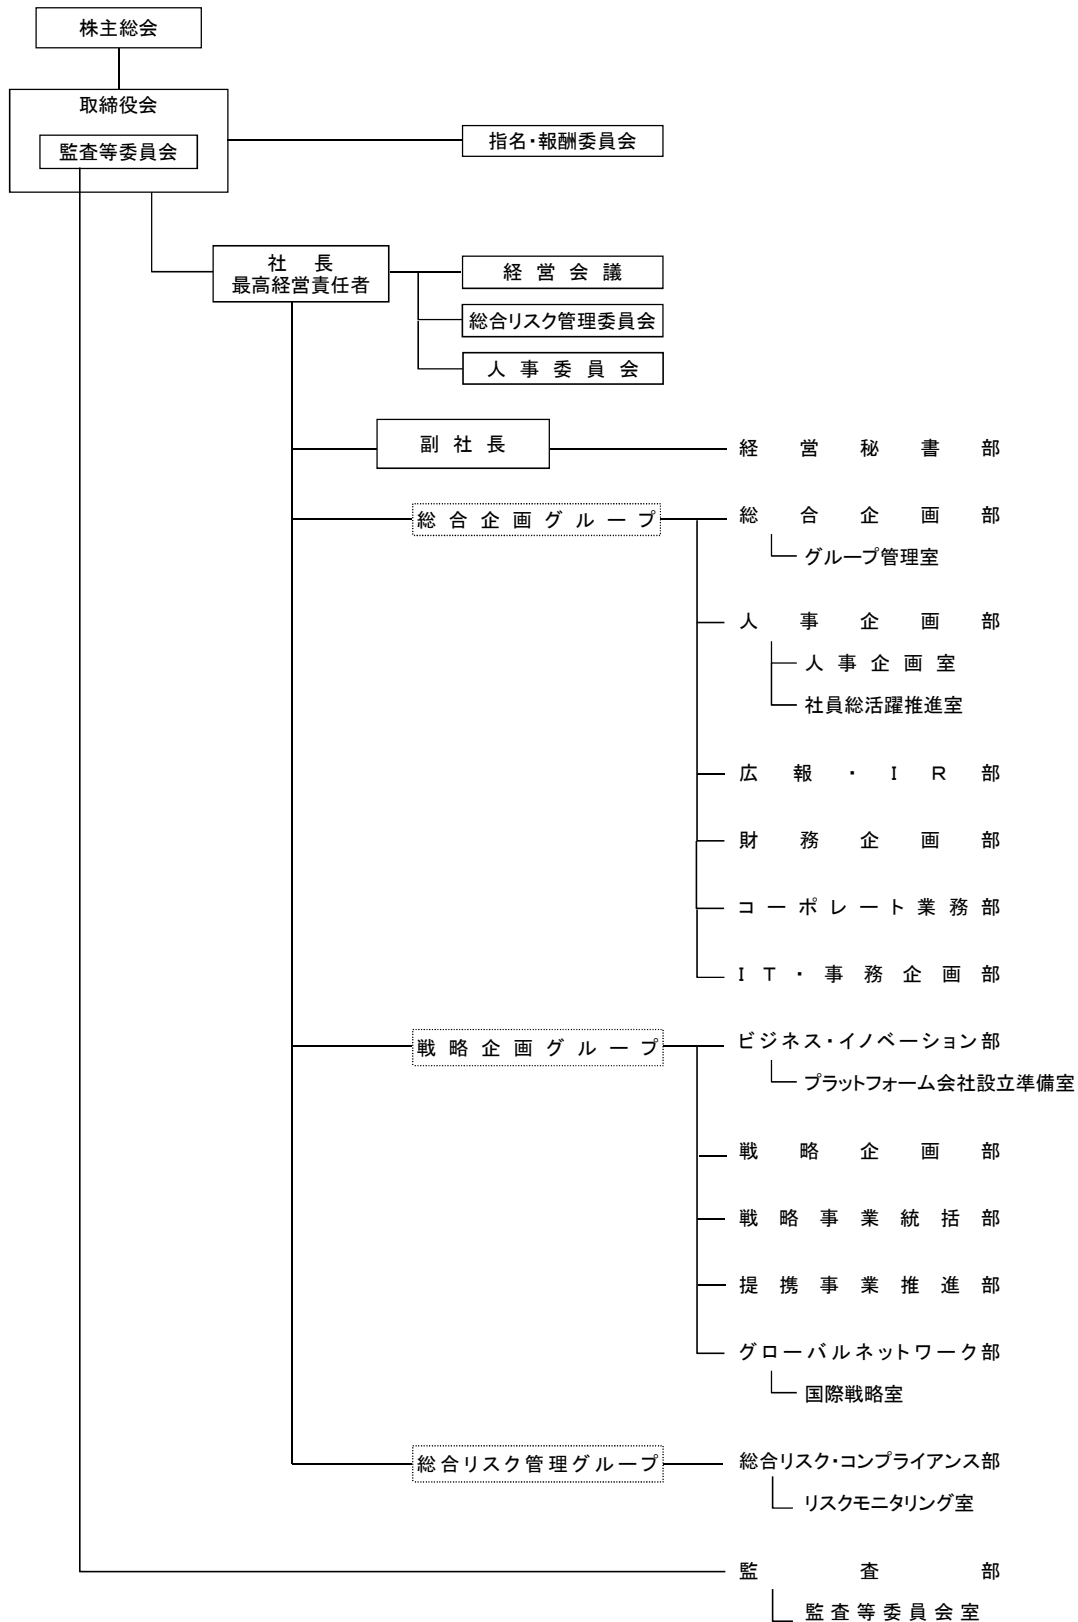 株主総会
取締役会
監査等委員会
指名・報酬委員会
社長
最高経営責任者
経営会議
総合リスク管理委員会
人事委員会
副社長
経営秘書部
総合企画グループ
総合企画部
グループ管理室
人事企画部
人事企画室
社員総活躍推進室
広報・IR部
財務企画部
コーポレート業務部
IT・事務企画部
戦略企画グループ
ビジネス・イノベーション部
プラットフォーム会社設立準備室
戦略企画部
戦略事業統括部
提携事業推進部
グローバルネットワーク部
国際戦略室
総合リスク管理グループ
総合リスク・コンプライアンス部
リスクモニタリング室
監査部
監査等委員会室